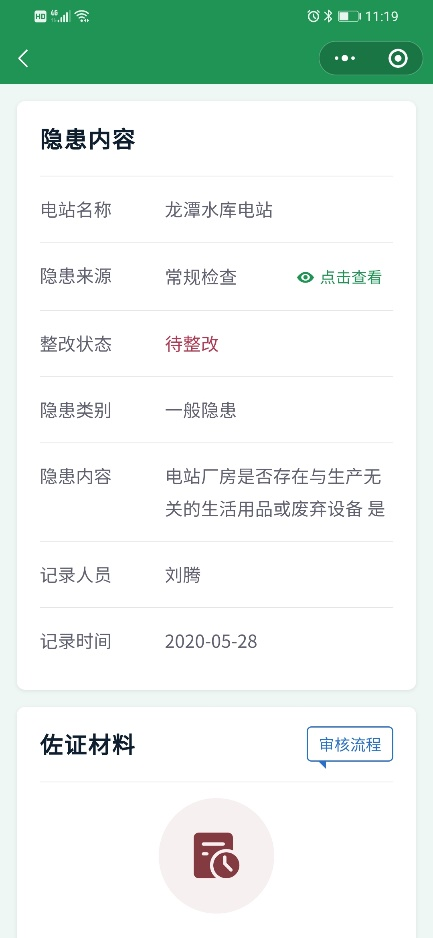 HD 4G 11:19
隐患内容
电站名称 龙潭水库电站
隐患来源 常规检查 点击查看
整改状态 待整改
隐患类别 一般隐患
隐患内容 电站厂房是否存在与生产无
关的生活用品或废弃设备 是
记录人员 刘腾
记录时间 2020-05-28
佐证材料 审核流程